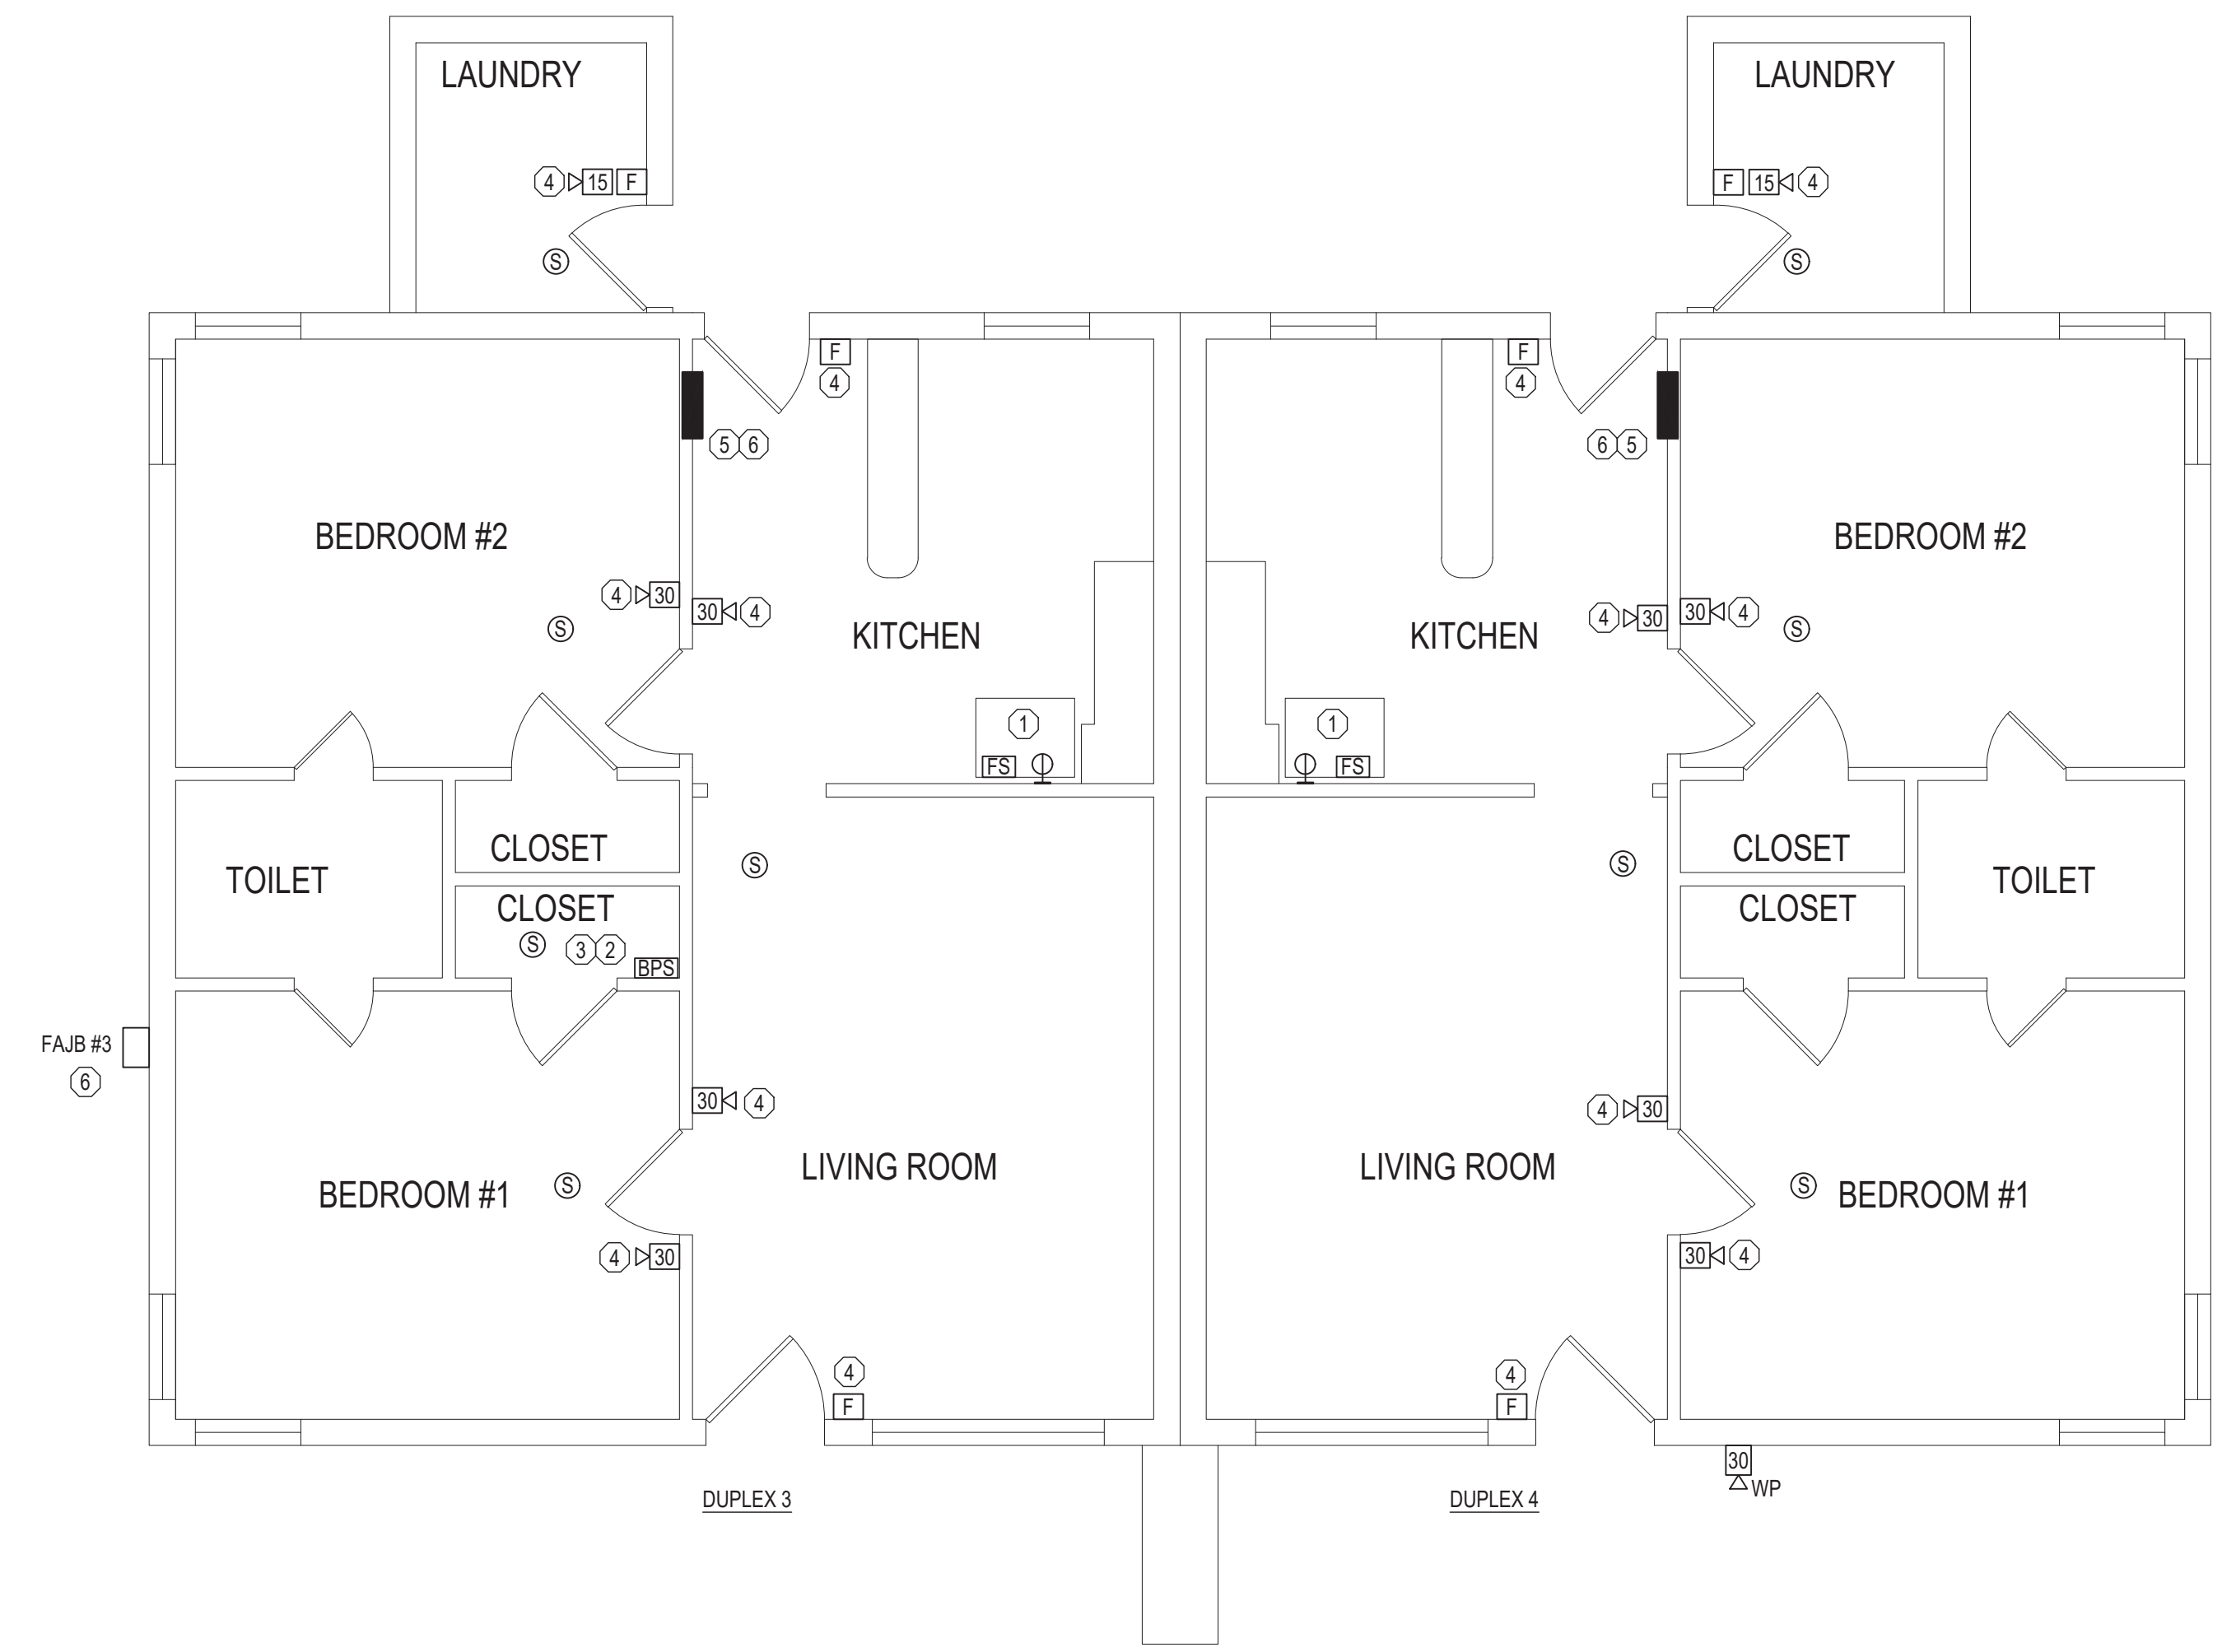 LAUNDRY
LAUNDRY
4 15 F
F 15 4
S
S
F
F
4
4
5 6
6 5
BEDROOM #2
BEDROOM #2
4 30
30 4
4 30
30 4
S
KITCHEN
KITCHEN
S
1
1
FS
FS
CLOSET
CLOSET
S
S
TOILET
TOILET
CLOSET
CLOSET
S 3 2
BPS
FAJB #3
6
30 4
4 30
LIVING ROOM
LIVING ROOM
BEDROOM #1
S
S
BEDROOM #1
4 30
30 4
4
4
F
F
30
WP
DUPLEX 3
DUPLEX 4